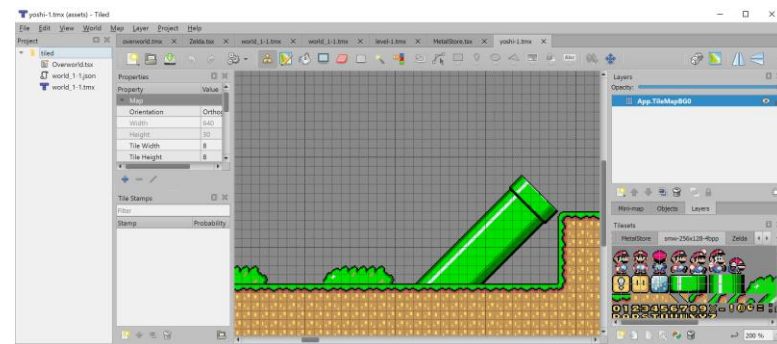 yoshi-1.tmx (assets) - Tiled
File Edit View World Map Layer Project Help
Project
tiled
Overworld.tsx
world_1-1.json
world_1-1.tmx
overworld.tmx Zelda.tsx world_1-1.tmx world_1-1.tmx level-1.tmx MetalStore.tsx yoshi-1.tmx
Properties
Property Value
Map
Orientation Orthog
Width 640
Height 30
Tile Width 8
Tile Height 8
Tile Stamps
Filter
Stamp Probability
Layers
Opacity:
App.TileMapBG0
Mini-map Objects Layers
Tilesets
MetalStore smw-256x128-4bpp Zelda
0123456789
200 %